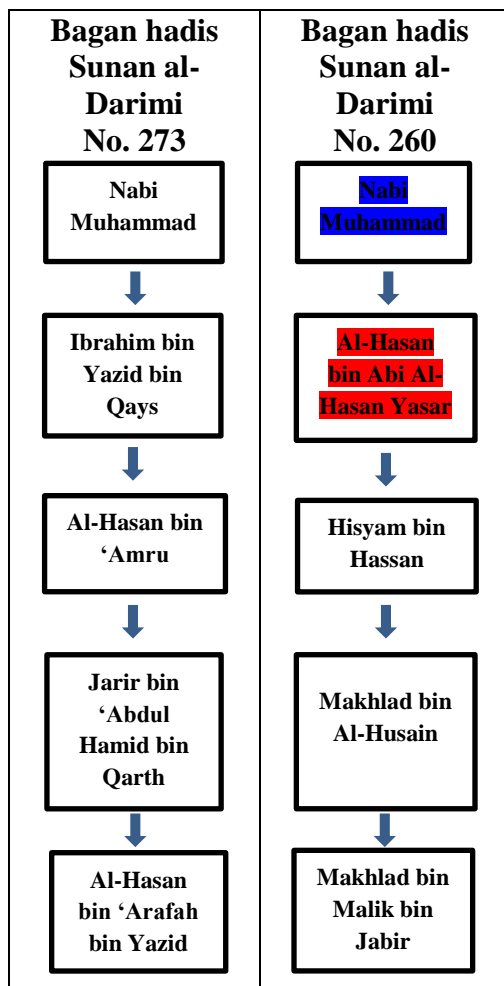 Bagan hadis
Sunan al-
Darimi
No. 273
Nabi
Muhammad
Ibrahim bin
Yazid bin
Qays
Al-Hasan bin
‘Amru
Jarir bin
‘Abdul
Hamid bin
Qarth
Al-Hasan
bin ‘Arafah
bin Yazid
Bagan hadis
Sunan al-
Darimi
No. 260
Nabi
Muhammad
Al-Hasan
bin Abi Al-
Hasan Yasar
Hisyam bin
Hassan
Makhlad bin
Al-Husain
Makhlad bin
Malik bin
Jabir